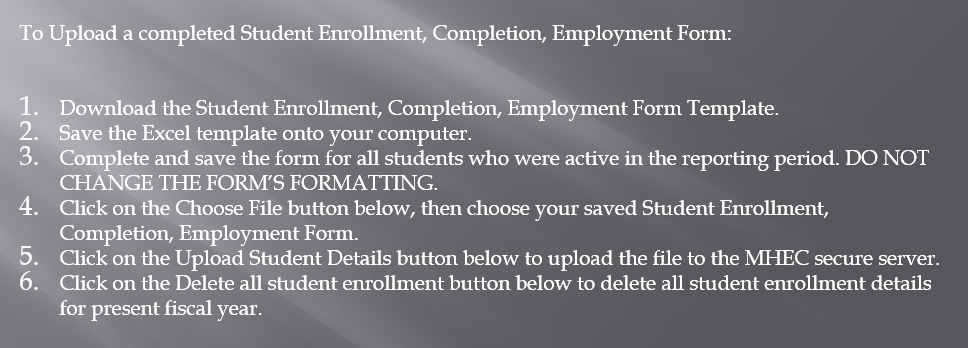 To Upload a completed Student Enrollment, Completion, Employment Form:
1. Download the Student Enrollment, Completion, Employment Form Template.
2. Save the Excel template onto your computer.
3. Complete and save the form for all students who were active in the reporting period. DO NOT
CHANGE THE FORM'S FORMATTING.
4. Click on the Choose File button below, then choose your saved Student Enrollment,
Completion, Employment Form.
5. Click on the Upload Student Details button below to upload the file to the MHEC secure server.
6. Click on the Delete all student enrollment button below to delete all student enrollment details
for present fiscal year.